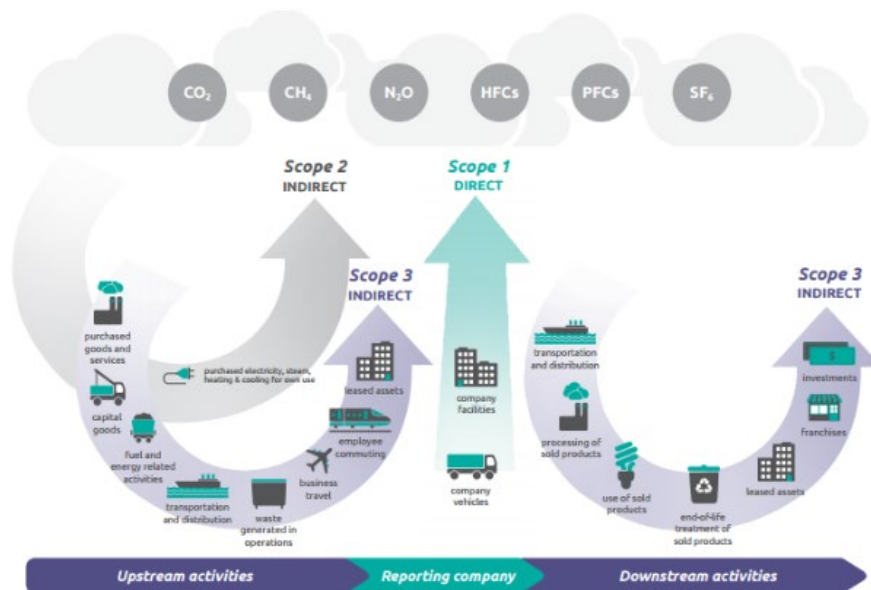 CO₂
CH₄
N₂O
HFCs
PFCs
SF₆
Scope 2
INDIRECT
Scope 1
DIRECT
Scope 3
INDIRECT
Scope 3
INDIRECT
purchased
goods and
services
capital
goods
fuel and
energy related
activities
transportation
and distribution
waste
generated in
operations
business
travel
employee
commuting
leased assets
purchased electricity, steam,
heating & cooling for own use
company
facilities
company
vehicles
transportation
and distribution
processing of
sold products
use of sold
products
end-of-life
treatment of
sold products
leased assets
franchises
investments
$
Upstream activities
Reporting company
Downstream activities